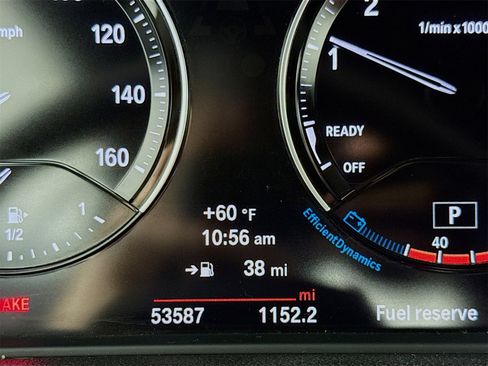 mph
120
140
160
1
1/2
+60 °F
10:56 am
38 mi
mi
53587 1152.2
2
1/min x1000
1
READY
OFF
EfficientDynamics
P
40
Fuel reserve